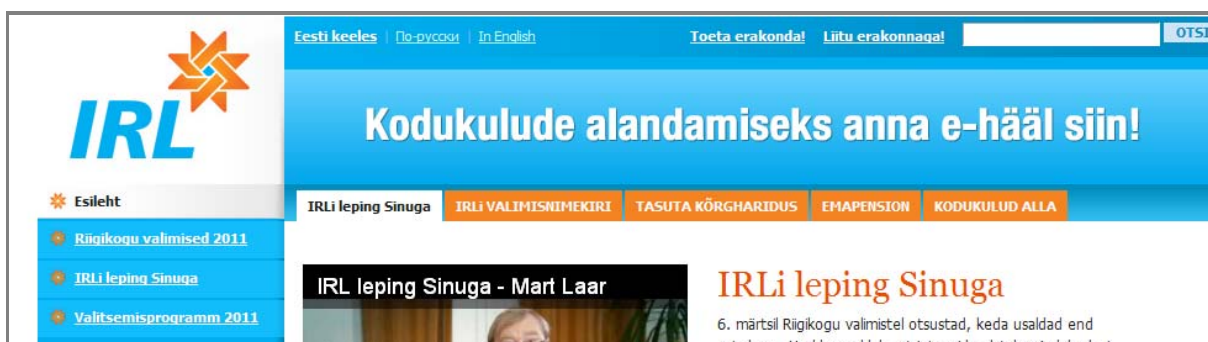 Eesti keeles | По-русски | In English
Toeta erakonda! Liitu erakonnaga!
IRL
Kodukulude alandamiseks anna e-hääl siin!
Esileht
IRLi leping Sinuga IRLi VALIMISNIMEKIRI TASUTA KÕRGHARIDUS EMAPENSION KODUKULUD ALLA
Riigikogu valimised 2011
IRLi leping Sinuga
Valitsemisprogramm 2011
IRL leping Sinuga - Mart Laar
IRLi leping Sinuga
6. märtsil Riigikogu valimistel otsustad, keda usaldad end